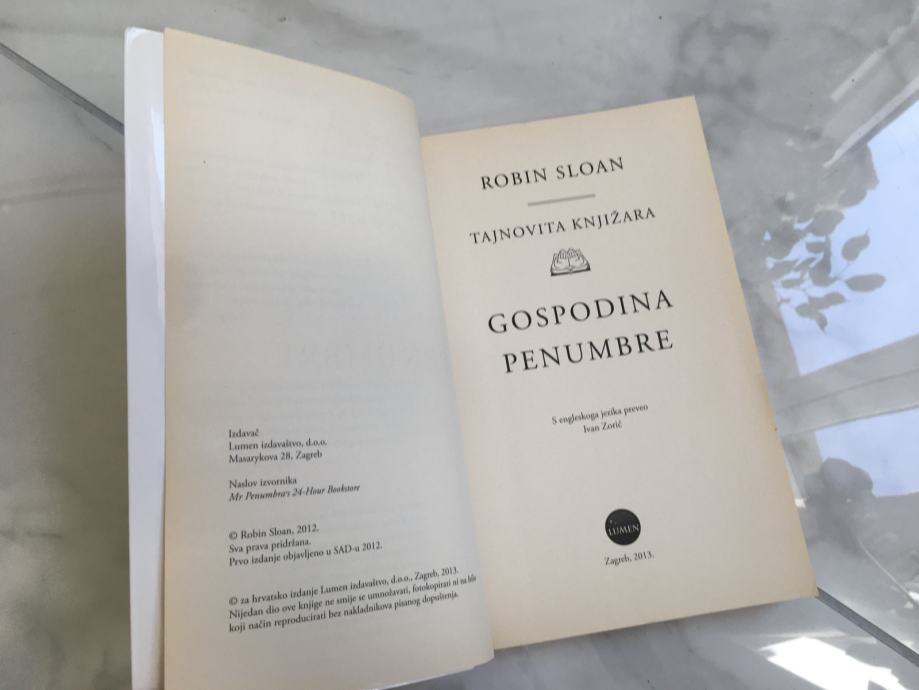 Izdavač
Lumen izdavaštvo, d.o.o.
Masarykova 28, Zagreb
Naslov izvornika
Mr Penumbra's 24-Hour Bookstore
© Robin Sloan, 2012.
Sva prava pridržana.
Prvo izdanje objavljeno u SAD-u 2012.
© za hrvatsko izdanje Lumen izdavaštvo, d.o.o., Zagreb, 2013.
Nijedan dio ove knjige ne smije se umnožavati, fotokopirati ni na bilo
koji način reproducirati bez nakladnikova pisanog dopuštenja.
ROBIN SLOAN
TAJNOVITA KNJIŽARA
GOSPODINA
PENUMBRE
S engleskoga jezika preveo
Ivan Zorić
LUMEN
Zagreb, 2013.